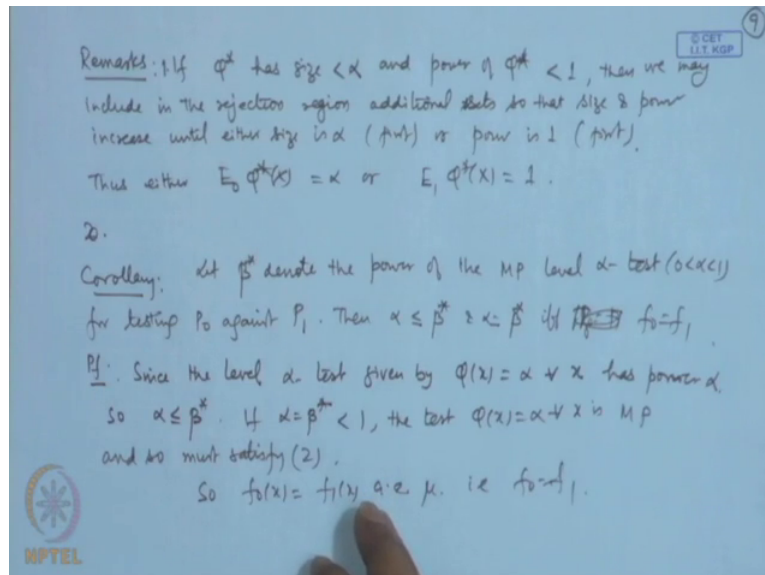 9
© CET
I.I.T. KGP
Remarks: 1. If φ* has size < α and power of φ* < 1, then we may
include in the rejection region additional sets so that size & power
increase until either size is α (first) or power is 1 (first).
Thus either E₀ φ*(X) = α or E₁ φ*(X) = 1.
2.
Corollary: Let β* denote the power of the MP level α-test (0<α<1)
for testing P₀ against P₁. Then α ≤ β* & α = β* iff f₀=f₁.
Pf. Since the level α-test given by φ(x) = α ∀ x has power α.
So α ≤ β*. If α = β* < 1, the test φ(x) = α ∀ x is MP
and so must satisfy (2).
So f₀(x) = f₁(x) a.e. μ. i.e f₀=f₁.
NPTEL